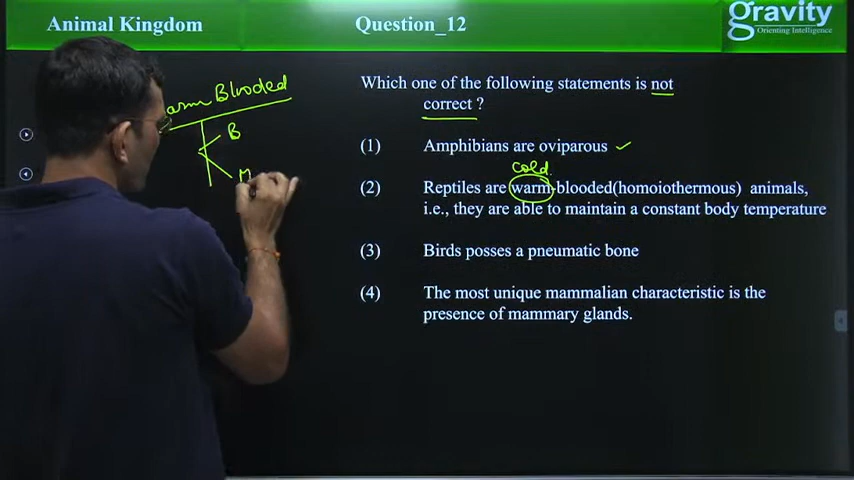 Animal Kingdom
Question_12
gravity
Orienting Intelligence
arm Blooded
B
M
Which one of the following statements is not
correct ?
(1) Amphibians are oviparous
cold
(2) Reptiles are warm-blooded(homoiothermous) animals,
i.e., they are able to maintain a constant body temperature
(3) Birds posses a pneumatic bone
(4) The most unique mammalian characteristic is the
presence of mammary glands.